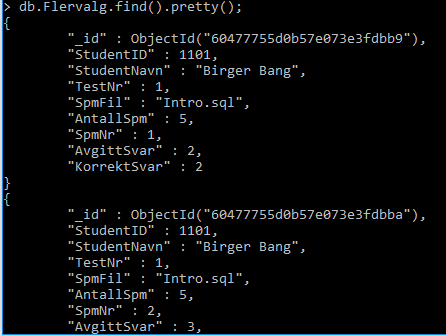 > db.Flervalg.find().pretty();
{
"_id" : ObjectId("60477755d0b57e073e3fdbb9"),
"StudentID" : 1101,
"StudentNavn" : "Birger Bang",
"TestNr" : 1,
"SpmFil" : "Intro.sql",
"AntallSpm" : 5,
"SpmNr" : 1,
"AvgittSvar" : 2,
"KorrektSvar" : 2
}
{
"_id" : ObjectId("60477755d0b57e073e3fdbba"),
"StudentID" : 1101,
"StudentNavn" : "Birger Bang",
"TestNr" : 1,
"SpmFil" : "Intro.sql",
"AntallSpm" : 5,
"SpmNr" : 2,
"AvgittSvar" : 3,